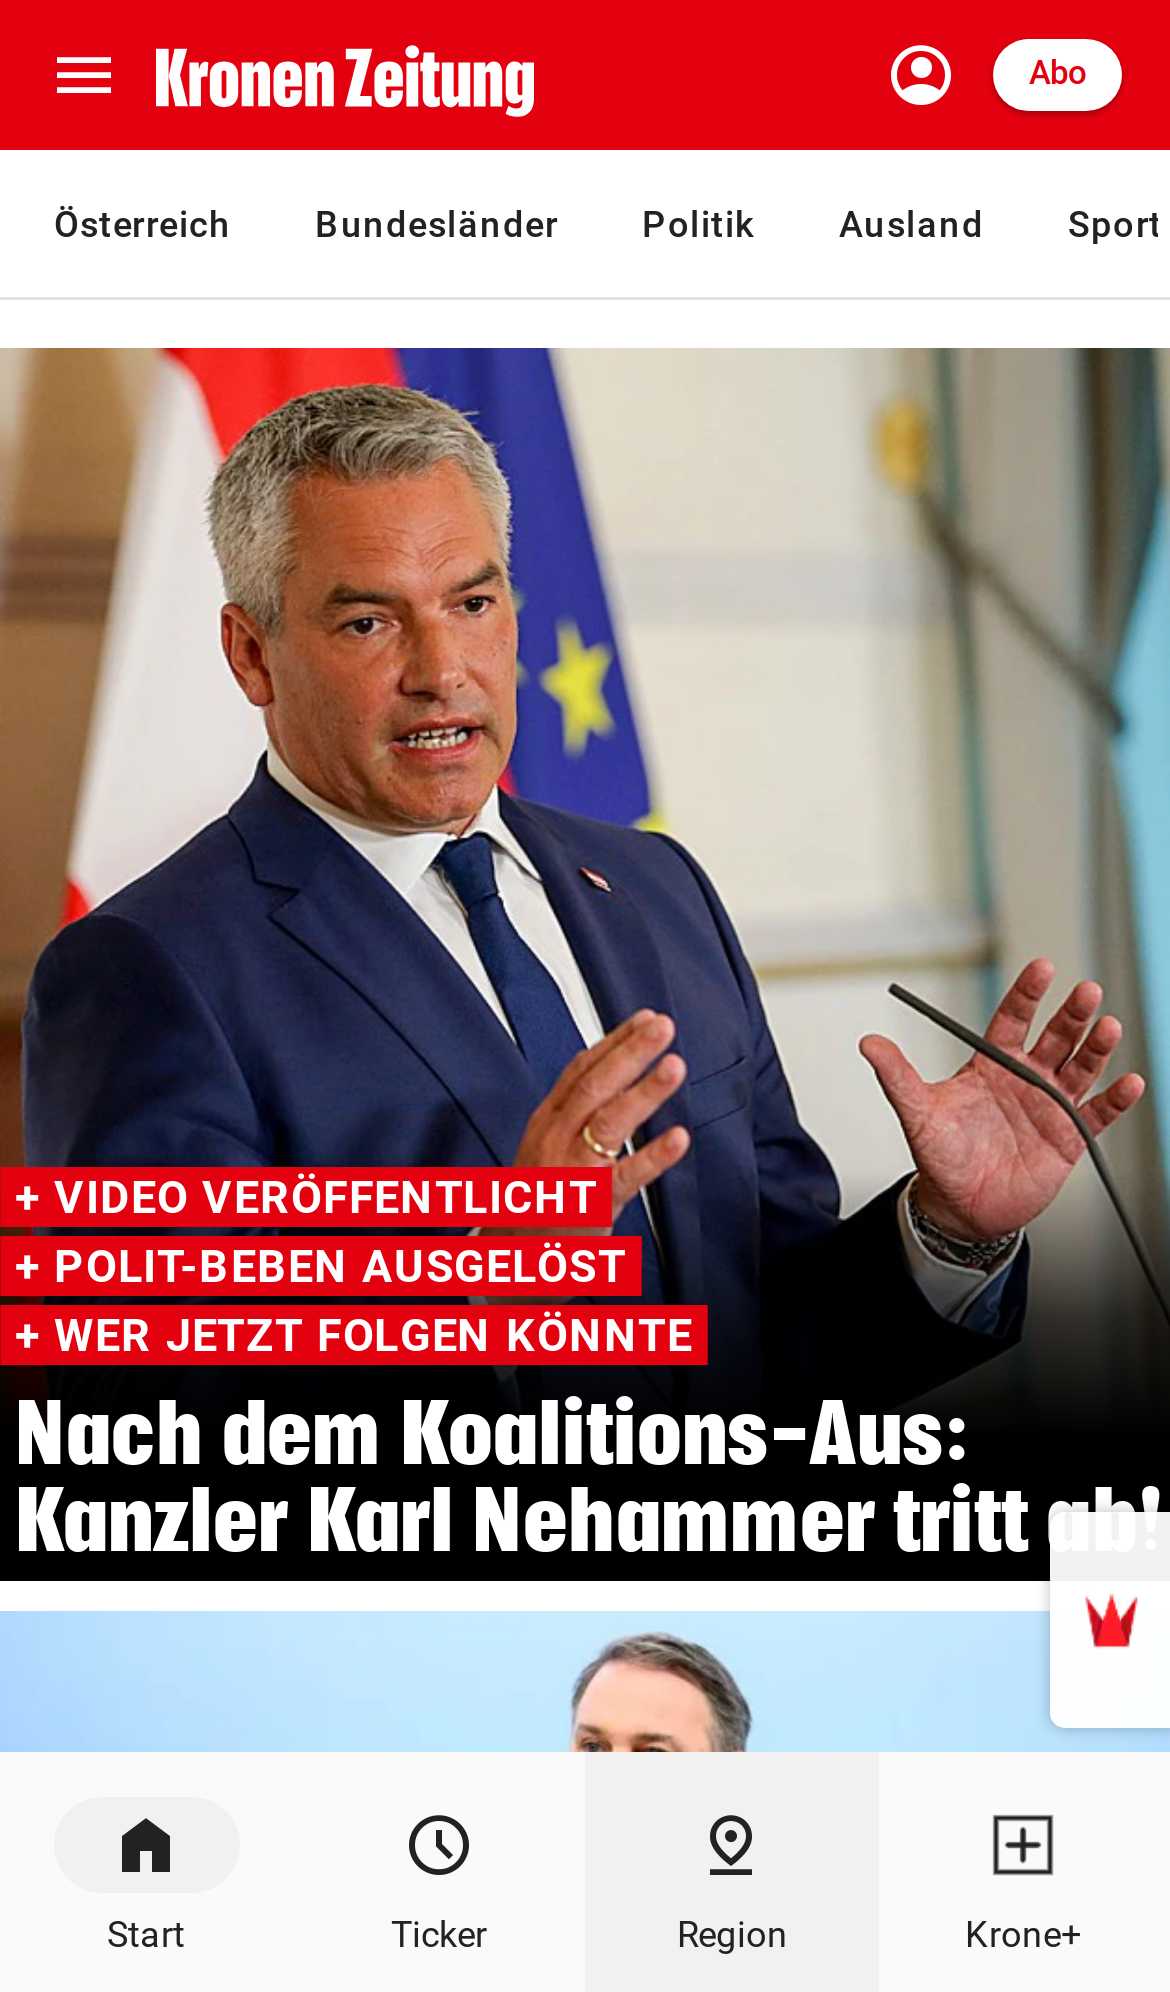 Kronen Zeitung
Abo
Österreich Bundesländer Politik Ausland Sport
+ VIDEO VERÖFFENTLICHT
+ POLIT-BEBEN AUSGELÖST
+ WER JETZT FOLGEN KÖNNTE
Nach dem Koalitions-Aus:
Kanzler Karl Nehammer tritt ab!
Start Ticker Region Krone+